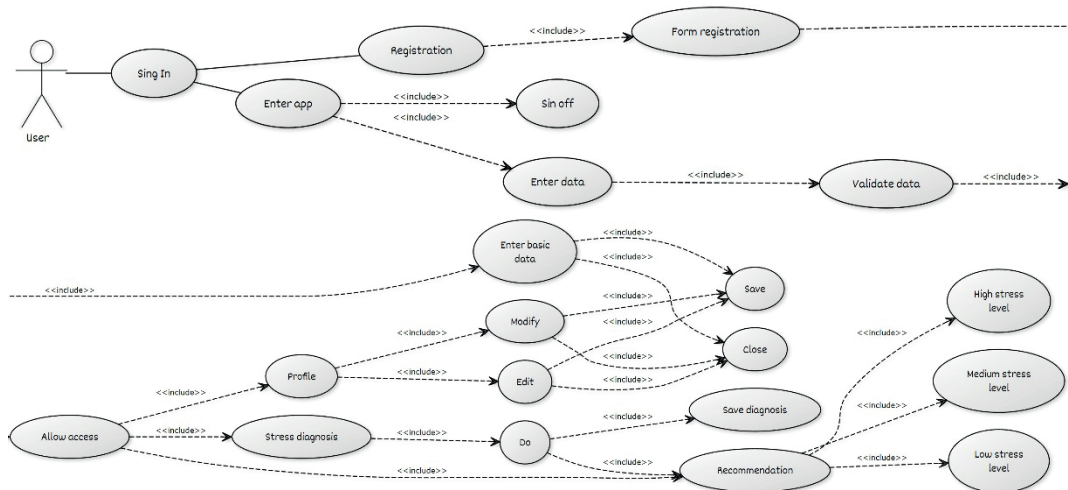 <<include>>
Form registration
Registration
Sing In
<<include>>
Enter app
Sin off
<<include>>
User
Enter data
<<include>>
Validate data
<<include>>
Enter basic
data
<<include>>
<<include>>
<<include>>
Save
High stress
level
<<include>>
<<include>>
Modify
<<include>>
<<include>>
<<include>>
Close
Profile
<<include>>
Edit
<<include>>
Medium stress
level
<<include>>
<<include>>
Save diagnosis
<<include>>
Allow access
<<include>>
Stress diagnosis
<<include>>
Do
<<include>>
<<include>>
Recommendation
<<include>>
Low stress
level